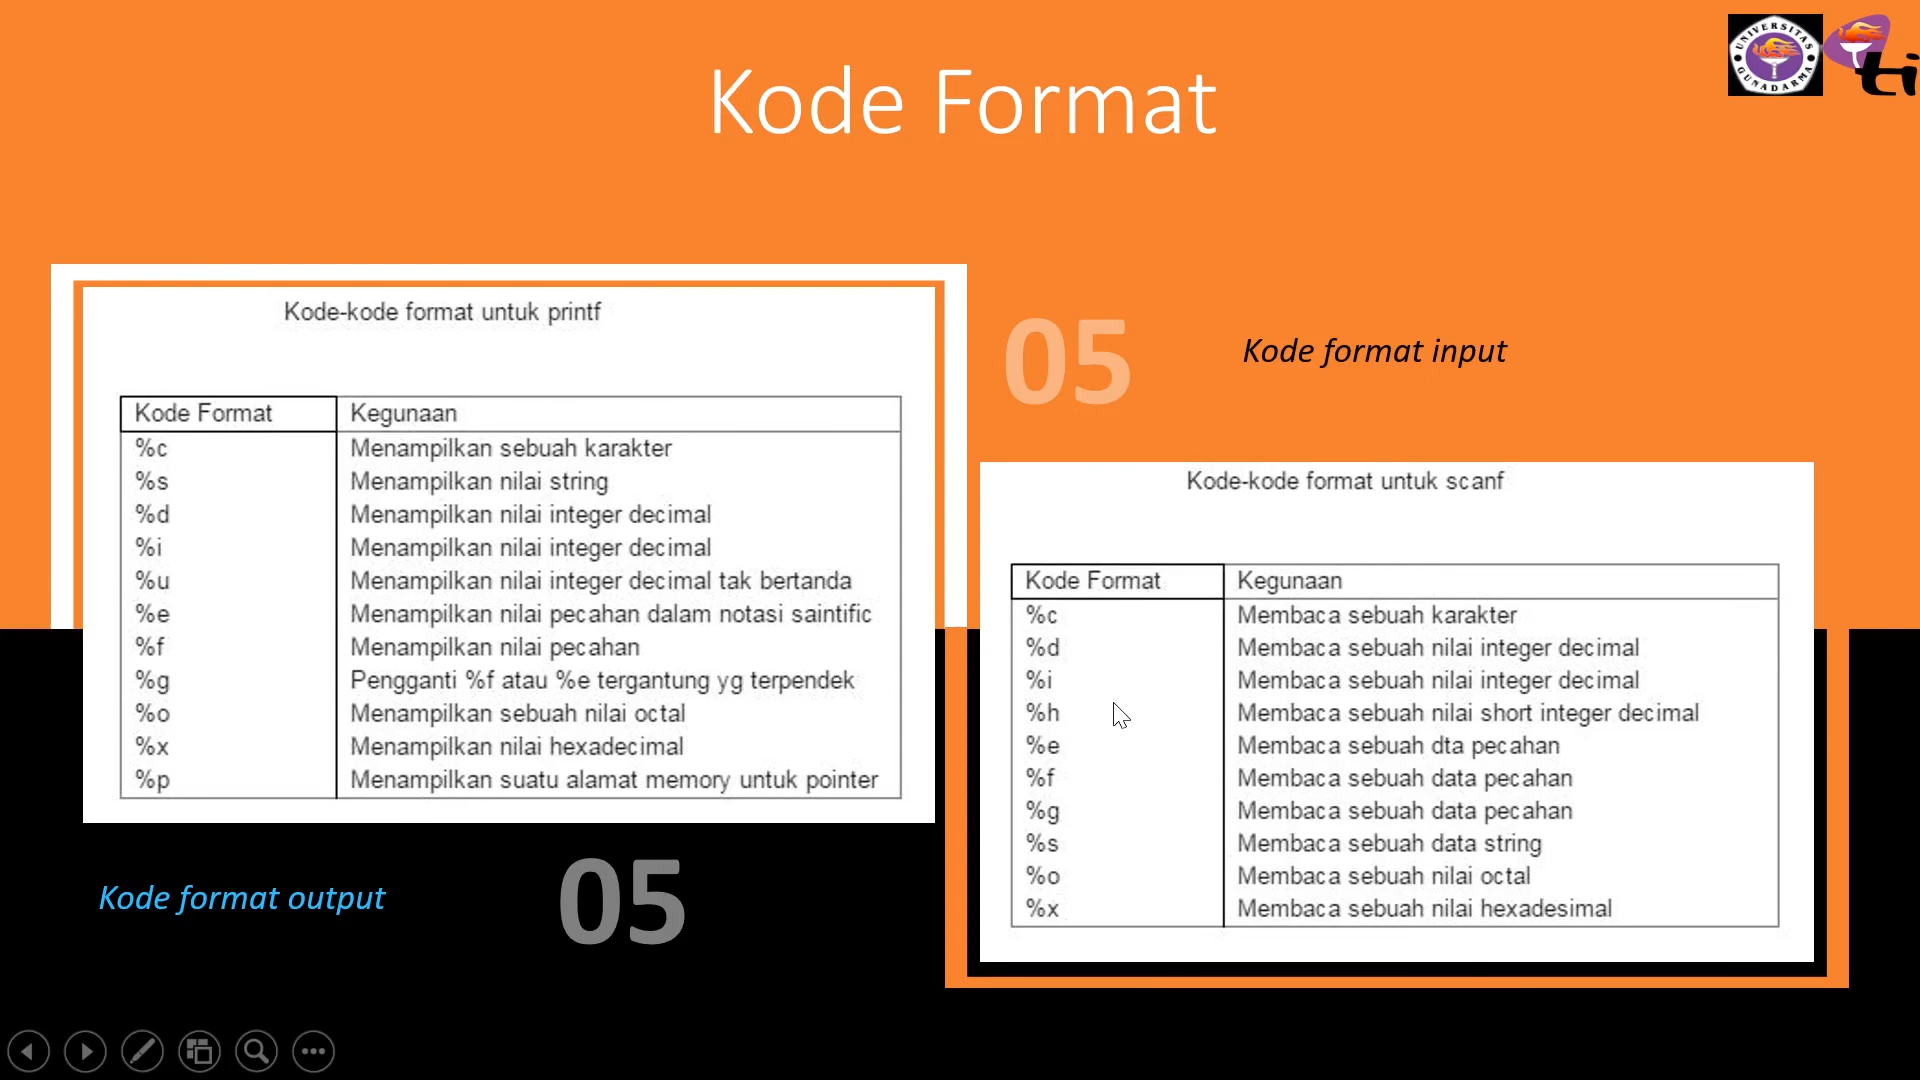 UNIVERSITAS GUNADARMA
ti
Kode Format
Kode-kode format untuk printf
Kode Format Kegunaan
%c Menampilkan sebuah karakter
%s Menampilkan nilai string
%d Menampilkan nilai integer decimal
%i Menampilkan nilai integer decimal
%u Menampilkan nilai integer decimal tak bertanda
%e Menampilkan nilai pecahan dalam notasi saintific
%f Menampilkan nilai pecahan
%g Pengganti %f atau %e tergantung yg terpendek
%o Menampilkan sebuah nilai octal
%x Menampilkan nilai hexadecimal
%p Menampilkan suatu alamat memory untuk pointer
Kode format output
05
05
Kode format input
Kode-kode format untuk scanf
Kode Format Kegunaan
%c Membaca sebuah karakter
%d Membaca sebuah nilai integer decimal
%i Membaca sebuah nilai integer decimal
%h Membaca sebuah nilai short integer decimal
%e Membaca sebuah dta pecahan
%f Membaca sebuah data pecahan
%g Membaca sebuah data pecahan
%s Membaca sebuah data string
%o Membaca sebuah nilai octal
%x Membaca sebuah nilai hexadesimal